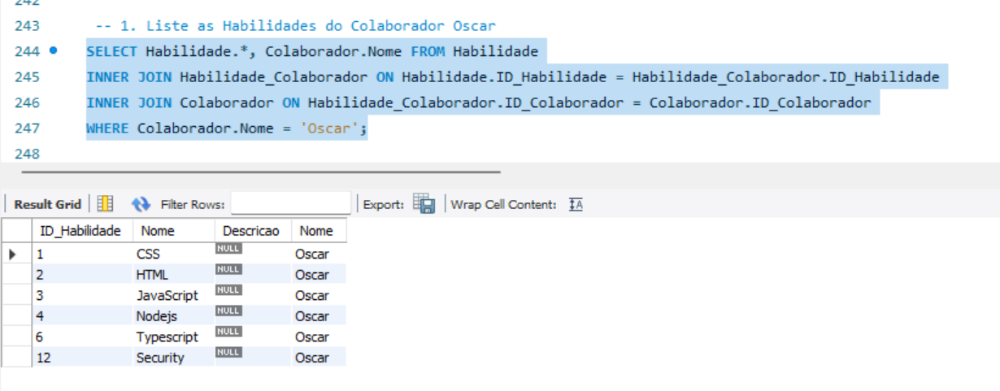 242
243 -- 1. Liste as Habilidades do Colaborador Oscar
244 SELECT Habilidade.*, Colaborador.Nome FROM Habilidade
245 INNER JOIN Habilidade_Colaborador ON Habilidade.ID_Habilidade = Habilidade_Colaborador.ID_Habilidade
246 INNER JOIN Colaborador ON Habilidade_Colaborador.ID_Colaborador = Colaborador.ID_Colaborador
247 WHERE Colaborador.Nome = 'Oscar';
248
Result Grid Filter Rows: Export: Wrap Cell Content: IA
ID_Habilidade Nome Descricao Nome
1 CSS NULL Oscar
2 HTML NULL Oscar
3 JavaScript NULL Oscar
4 Nodejs NULL Oscar
6 Typescript NULL Oscar
12 Security NULL Oscar